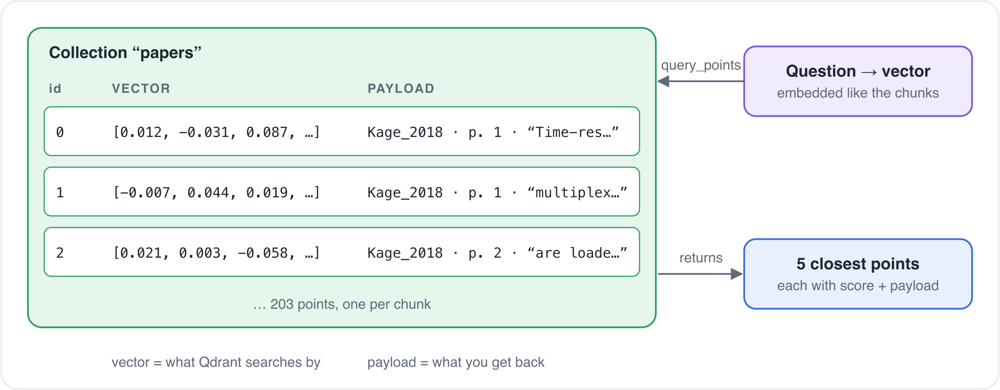 Collection “papers”
id VECTOR PAYLOAD
0 [0.012, −0.031, 0.087, …] Kage_2018 · p. 1 · “Time−res…”
1 [−0.007, 0.044, 0.019, …] Kage_2018 · p. 1 · “multiplex…”
2 [0.021, 0.003, −0.058, …] Kage_2018 · p. 2 · “are loade…”
… 203 points, one per chunk
query_points
Question → vector
embedded like the chunks
returns
5 closest points
each with score + payload
vector = what Qdrant searches by
payload = what you get back